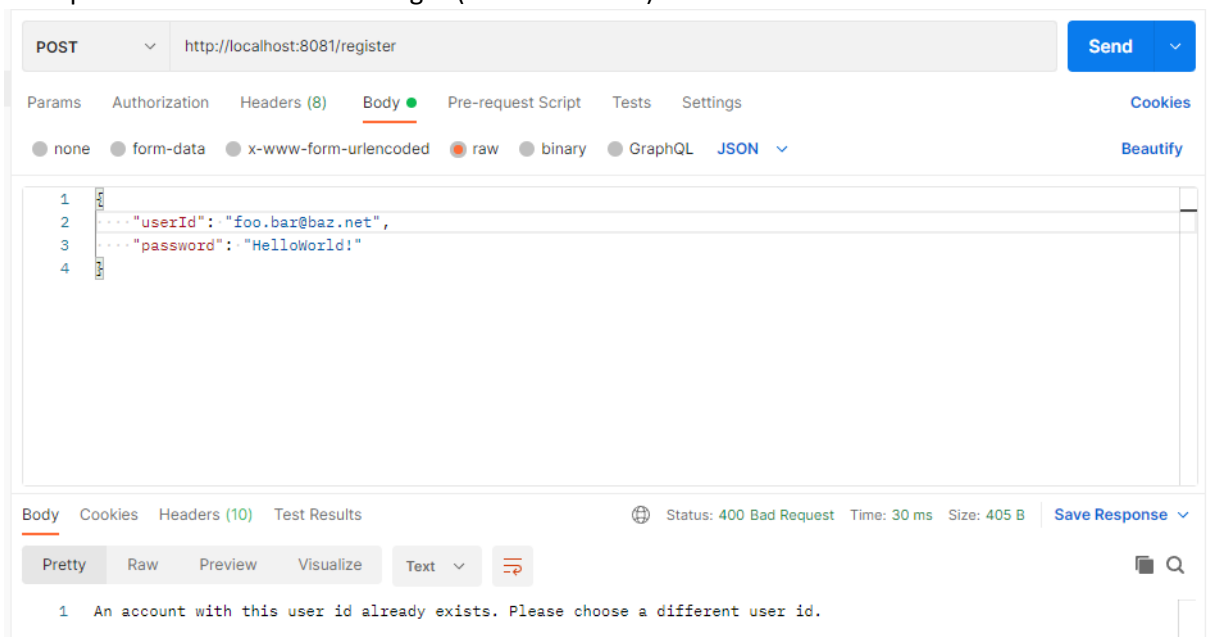 POST http://localhost:8081/register Send
Params Authorization Headers (8) Body Pre-request Script Tests Settings Cookies
none form-data x-www-form-urlencoded raw binary GraphQL JSON Beautify
1 {
2 "userId": "foo.bar@baz.net",
3 "password": "HelloWorld!"
4 }
Body Cookies Headers (10) Test Results Status: 400 Bad Request Time: 30 ms Size: 405 B Save Response
Pretty Raw Preview Visualize Text
1 An account with this user id already exists. Please choose a different user id.